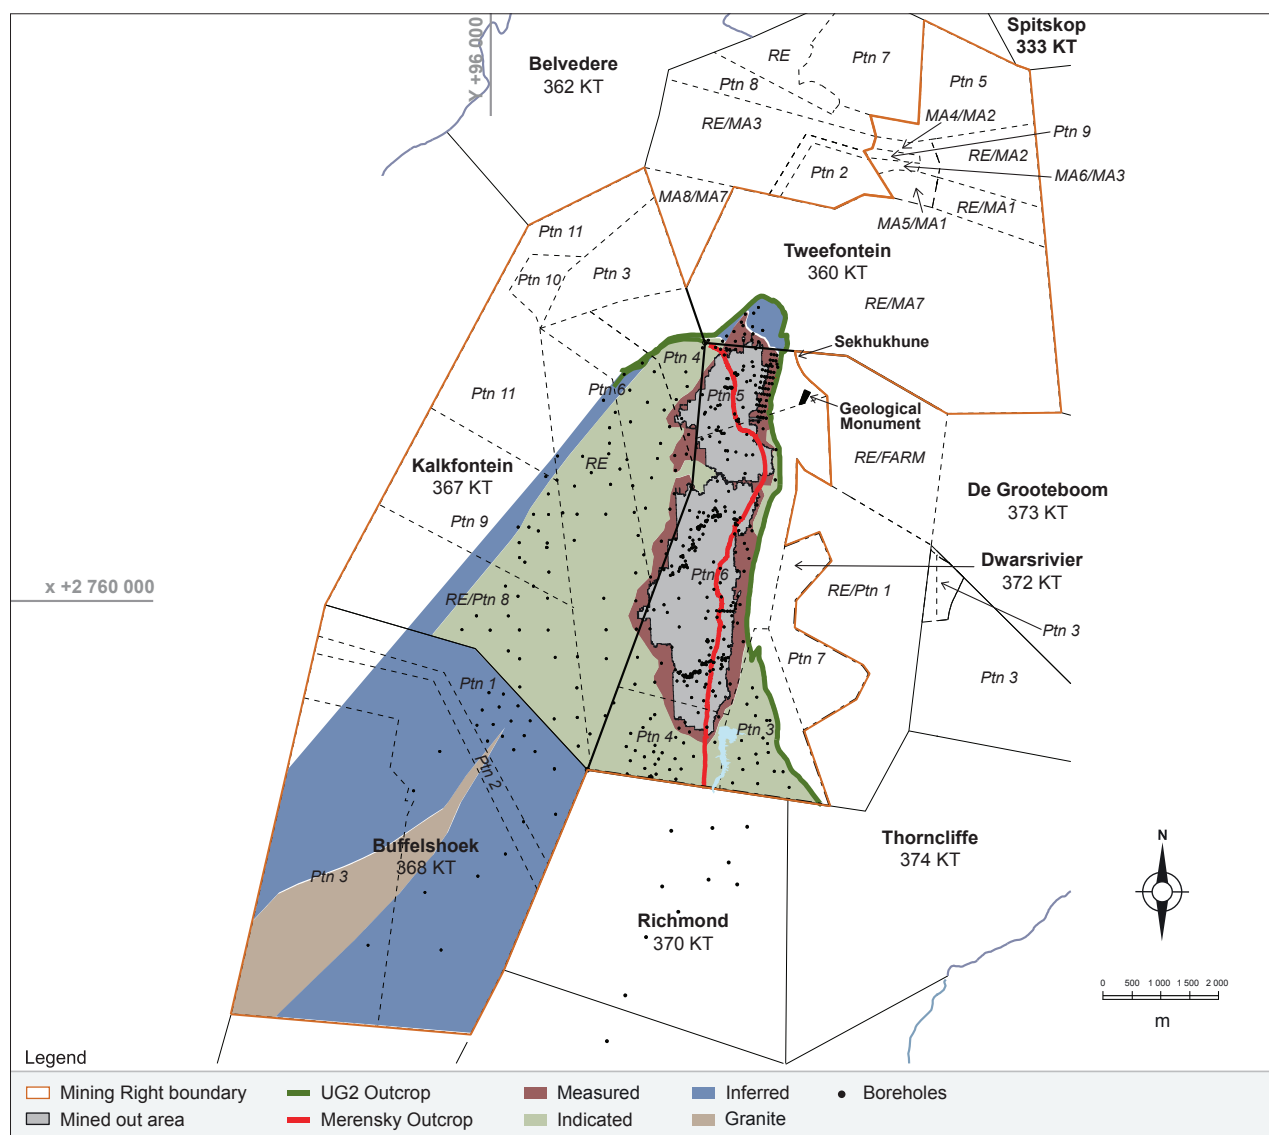 Spitskop
333 KT
Y +96 000
Belvedere
362 KT
RE
Ptn 7
Ptn 8
Ptn 5
RE/MA3
MA4/MA2
Ptn 9
RE/MA2
Ptn 2
MA6/MA3
MA8/MA7
RE/MA1
MA5/MA1
Ptn 11
Tweefontein
360 KT
Ptn 3
Ptn 10
RE/MA7
Sekhukhune
Ptn 4
Ptn 6
Ptn 5
Ptn 11
Geological
Monument
RE/FARM
Kalkfontein
367 KT
RE
De Grooteboom
373 KT
Ptn 9
Dwarsrivier
372 KT
Ptn 6
x +2 760 000
RE/Ptn 8
RE/Ptn 1
Ptn 3
Ptn 7
Ptn 3
Ptn 1
Ptn 4
Ptn 3
Ptn 2
Buffelshoek
368 KT
Ptn 3
Thorncliffe
374 KT
N
Richmond
370 KT
0 500 1 000 1 500 2 000
m
Legend
Mining Right boundary
UG2 Outcrop
Measured
Inferred
Boreholes
Mined out area
Merensky Outcrop
Indicated
Granite